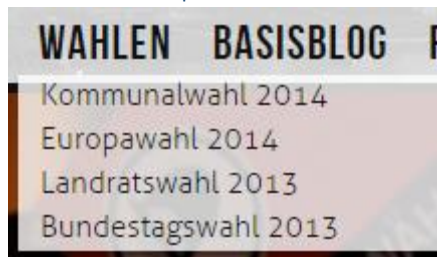 WAHLEN BASISBLOG
Kommunalwahl 2014
Europawahl 2014
Landratswahl 2013
Bundestagswahl 2013